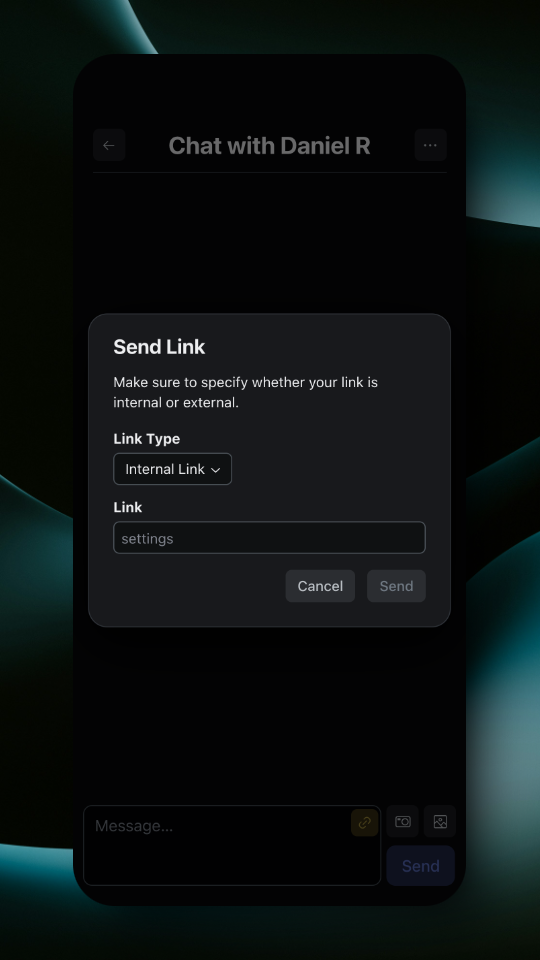 Chat with Daniel R
Send Link
Make sure to specify whether your link is
internal or external.
Link Type
Internal Link
Link
settings
Cancel
Send
Message...
Send